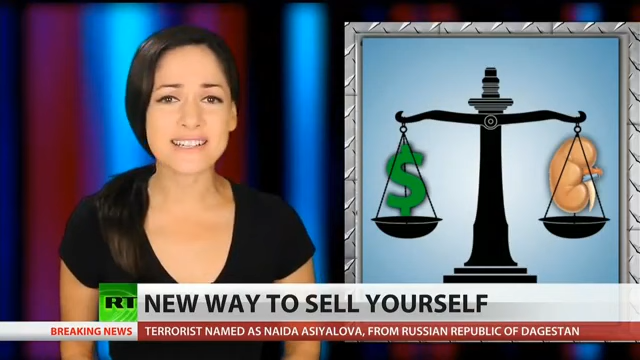 $
RT NEW WAY TO SELL YOURSELF
BREAKING NEWS TERRORIST NAMED AS NAIDA ASIYALOVA, FROM RUSSIAN REPUBLIC OF DAGESTAN